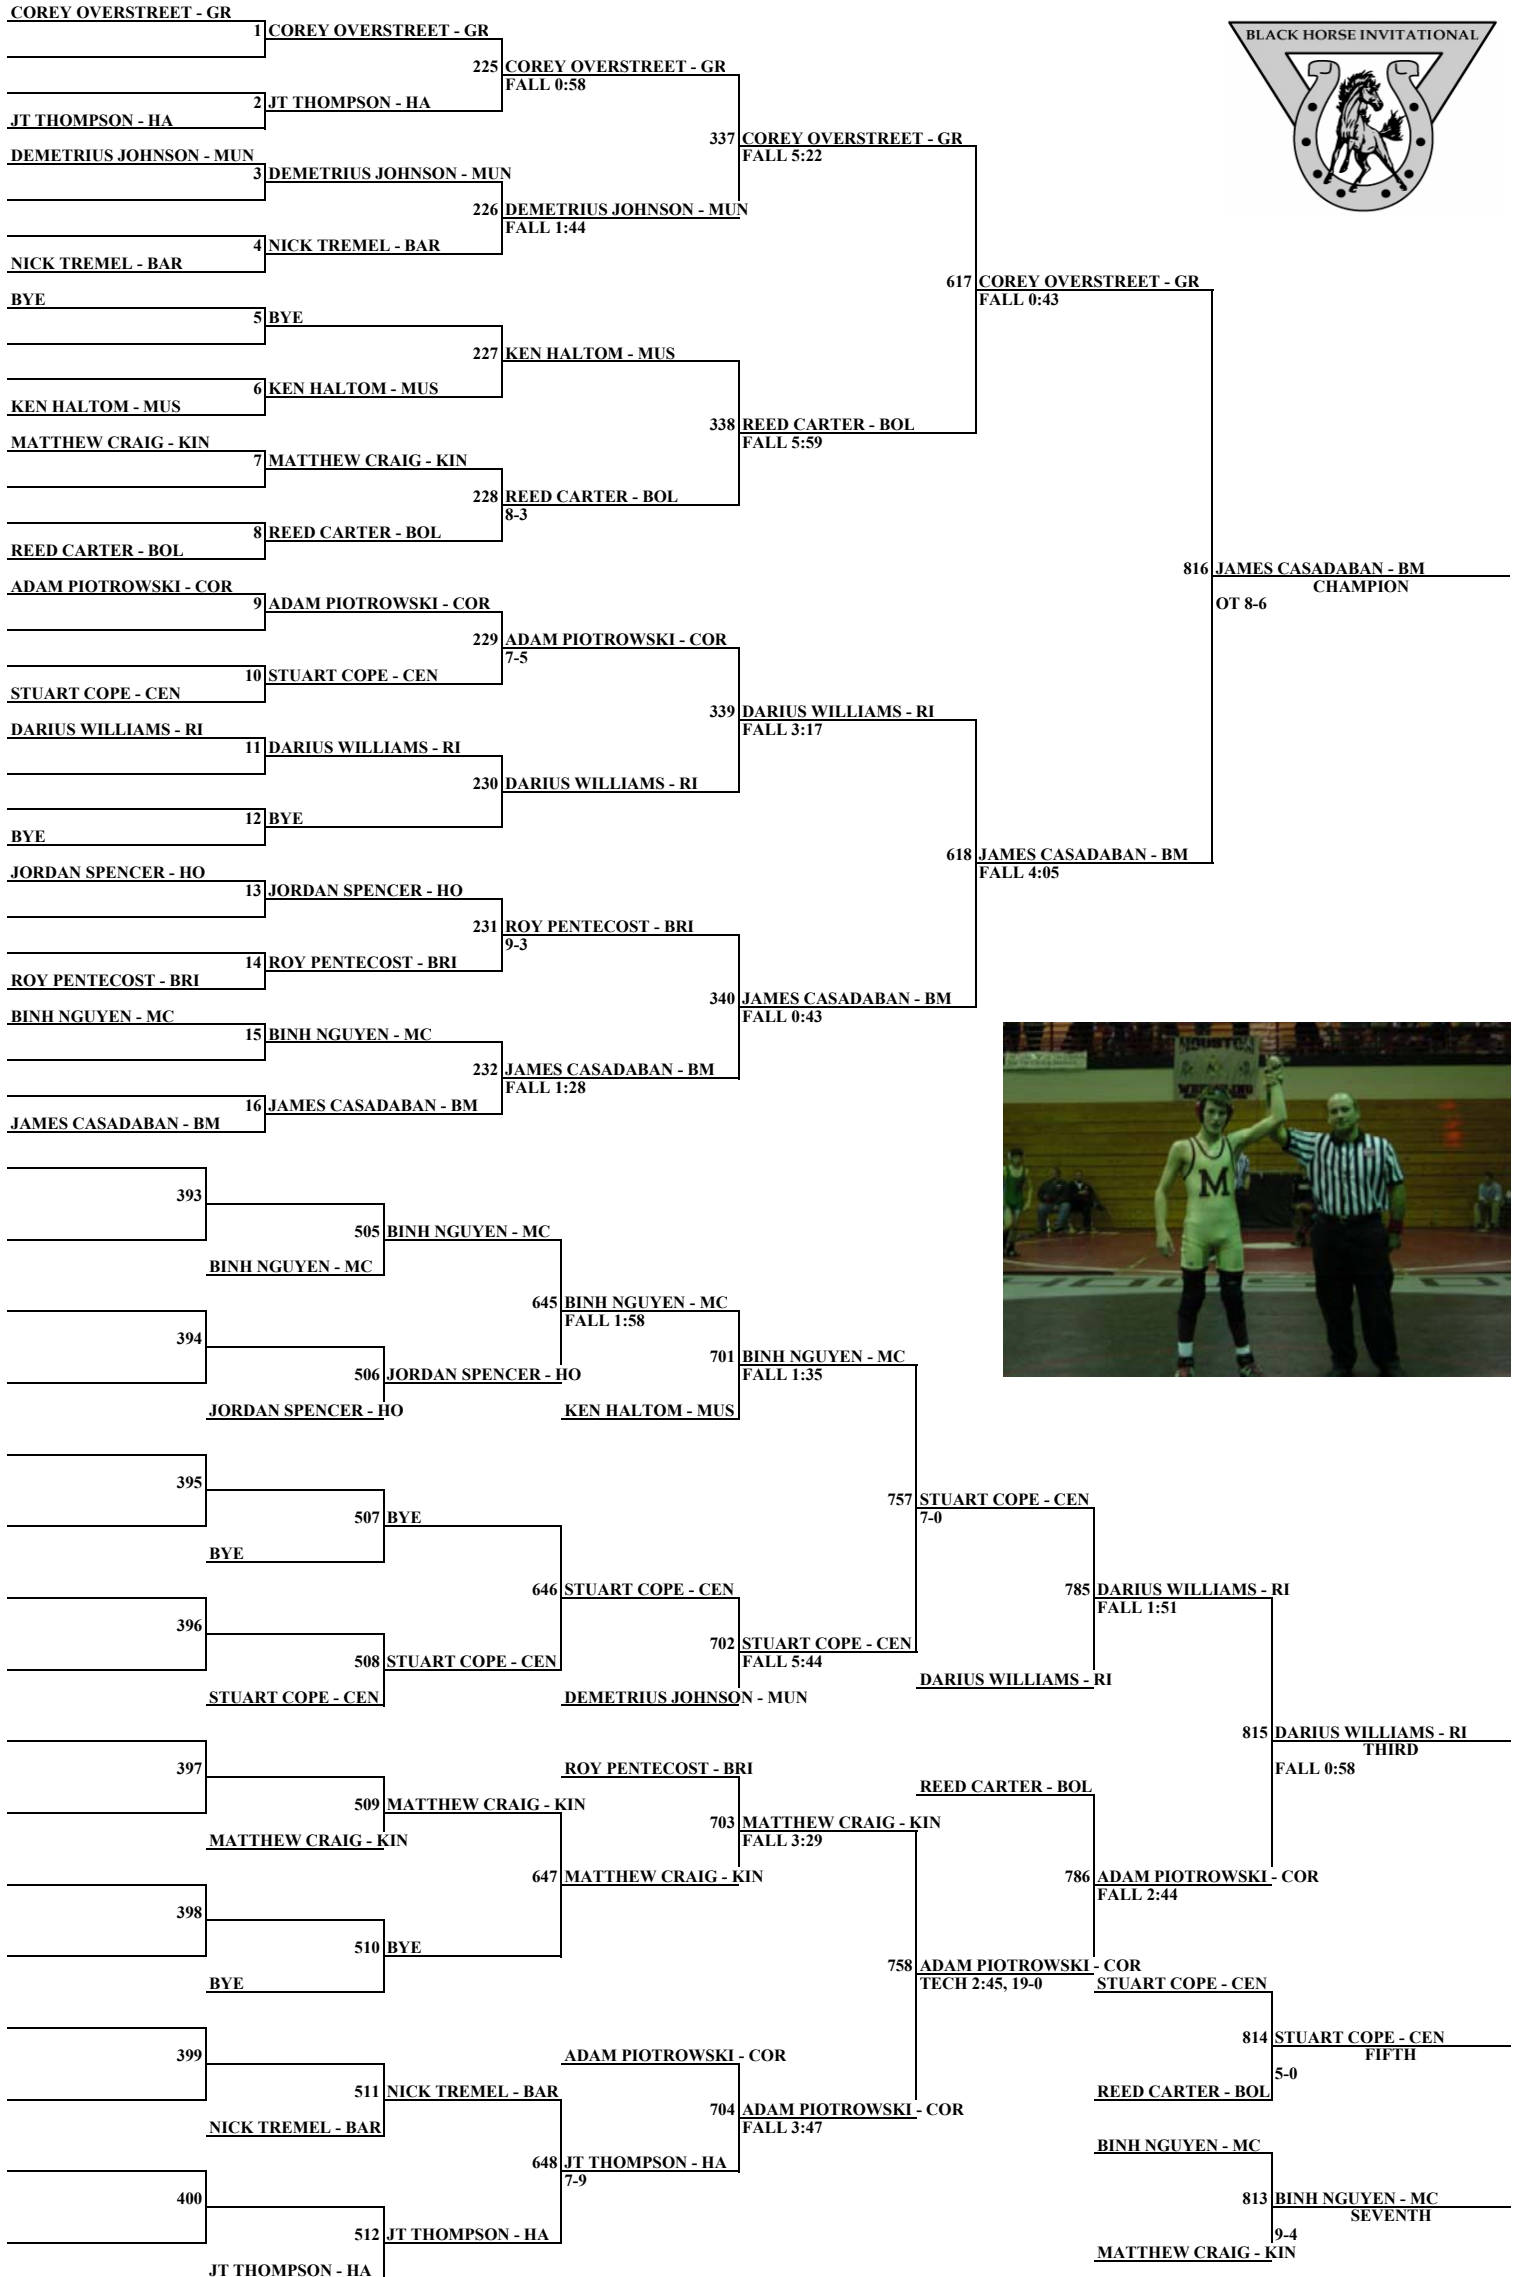 COREY OVERSTREET - GR
1 COREY OVERSTREET - GR
BLACK HORSE INVITATIONAL
225 COREY OVERSTREET - GR
FALL 0:58
2 JT THOMPSON - HA
JT THOMPSON - HA
337 COREY OVERSTREET - GR
FALL 5:22
DEMETRIUS JOHNSON - MUN
3 DEMETRIUS JOHNSON - MUN
226 DEMETRIUS JOHNSON - MUN
FALL 1:44
4 NICK TREMEL - BAR
NICK TREMEL - BAR
617 COREY OVERSTREET - GR
FALL 0:43
BYE
5 BYE
227 KEN HALTOM - MUS
6 KEN HALTOM - MUS
KEN HALTOM - MUS
338 REED CARTER - BOL
FALL 5:59
MATTHEW CRAIG - KIN
7 MATTHEW CRAIG - KIN
228 REED CARTER - BOL
8-3
8 REED CARTER - BOL
REED CARTER - BOL
816 JAMES CASADABAN - BM
CHAMPION
OT 8-6
ADAM PIOTROWSKI - COR
9 ADAM PIOTROWSKI - COR
229 ADAM PIOTROWSKI - COR
7-5
10 STUART COPE - CEN
STUART COPE - CEN
339 DARIUS WILLIAMS - RI
FALL 3:17
DARIUS WILLIAMS - RI
11 DARIUS WILLIAMS - RI
230 DARIUS WILLIAMS - RI
12 BYE
BYE
618 JAMES CASADABAN - BM
FALL 4:05
JORDAN SPENCER - HO
13 JORDAN SPENCER - HO
231 ROY PENTECOST - BRI
9-3
14 ROY PENTECOST - BRI
ROY PENTECOST - BRI
340 JAMES CASADABAN - BM
FALL 0:43
BINH NGUYEN - MC
15 BINH NGUYEN - MC
232 JAMES CASADABAN - BM
FALL 1:28
16 JAMES CASADABAN - BM
JAMES CASADABAN - BM
HOUSTON
WRESTLING
M
393
505 BINH NGUYEN - MC
BINH NGUYEN - MC
645 BINH NGUYEN - MC
FALL 1:58
394
506 JORDAN SPENCER - HO
JORDAN SPENCER - HO
701 BINH NGUYEN - MC
FALL 1:35
KEN HALTOM - MUS
395
507 BYE
BYE
757 STUART COPE - CEN
7-0
646 STUART COPE - CEN
396
508 STUART COPE - CEN
STUART COPE - CEN
702 STUART COPE - CEN
FALL 5:44
DEMETRIUS JOHNSON - MUN
785 DARIUS WILLIAMS - RI
FALL 1:51
DARIUS WILLIAMS - RI
815 DARIUS WILLIAMS - RI
THIRD
FALL 0:58
397
ROY PENTECOST - BRI
REED CARTER - BOL
509 MATTHEW CRAIG - KIN
MATTHEW CRAIG - KIN
703 MATTHEW CRAIG - KIN
FALL 3:29
647 MATTHEW CRAIG - KIN
786 ADAM PIOTROWSKI - COR
FALL 2:44
398
510 BYE
BYE
758 ADAM PIOTROWSKI - COR
TECH 2:45, 19-0
STUART COPE - CEN
814 STUART COPE - CEN
FIFTH
5-0
REED CARTER - BOL
399
ADAM PIOTROWSKI - COR
511 NICK TREMEL - BAR
NICK TREMEL - BAR
704 ADAM PIOTROWSKI - COR
FALL 3:47
BINH NGUYEN - MC
648 JT THOMPSON - HA
7-9
400
813 BINH NGUYEN - MC
SEVENTH
9-4
512 JT THOMPSON - HA
MATTHEW CRAIG - KIN
JT THOMPSON - HA